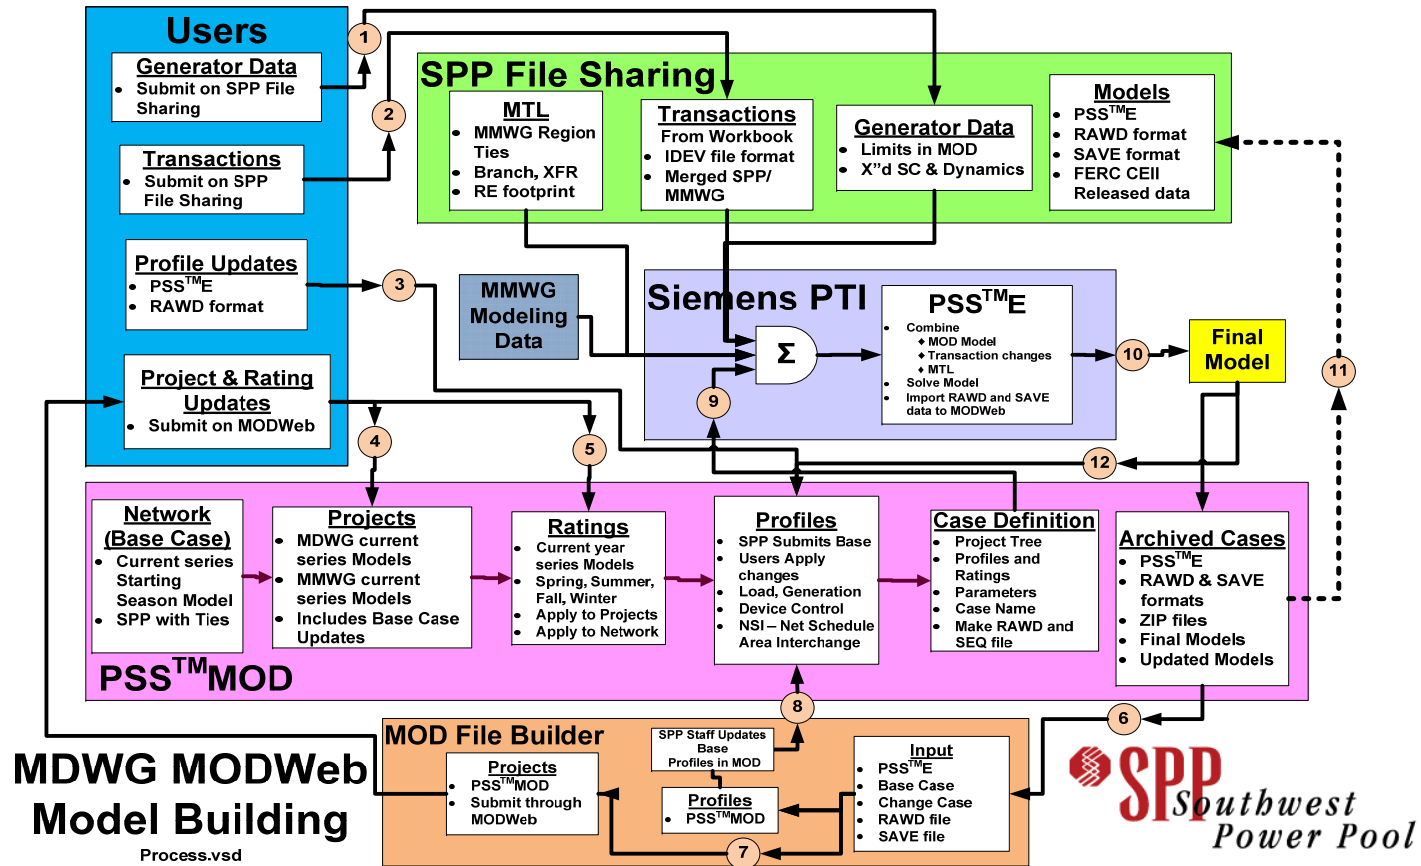 Users
Generator Data
• Submit on SPP File
Sharing
Transactions
• Submit on SPP
File Sharing
Profile Updates
• PSS™E
• RAWD format
Project & Rating
Updates
• Submit on MODWeb
1
2
3
4
5
SPP File Sharing
MTL
• MMWG Region
Ties
• Branch, XFR
• RE footprint
Transactions
From Workbook
• IDEV file format
• Merged SPP/
MMWG
Generator Data
• Limits in MOD
• X”d SC & Dynamics
Models
• PSS™E
• RAWD format
• SAVE format
• FERC CEII
Released data
MMWG
Modeling
Data
Siemens PTI
Σ
9
PSS™E
• Combine
♦ MOD Model
♦ Transaction changes
♦ MTL
• Solve Model
• Import RAWD and SAVE
data to MODWeb
10
Final
Model
11
12
PSS™MOD
Network
(Base Case)
• Current series
Starting
Season Model
• SPP with Ties
Projects
• MDWG current
series Models
• MMWG current
series Models
• Includes Base Case
Updates
Ratings
• Current year
series Models
• Spring, Summer,
Fall, Winter
• Apply to Projects
• Apply to Network
Profiles
• SPP Submits Base
• Users Apply
changes
• Load, Generation
• Device Control
• NSI – Net Schedule
Area Interchange
Case Definition
• Project Tree
• Profiles and
Ratings
• Parameters
• Case Name
• Make RAWD and
SEQ file
Archived Cases
• PSS™E
• RAWD & SAVE
formats
• ZIP files
• Final Models
• Updated Models
8
6
MOD File Builder
Projects
• PSS™MOD
• Submit through
MODWeb
SPP Staff Updates
Base
Profiles in MOD
Profiles
• PSS™MOD
Input
• PSS™E
• Base Case
• Change Case
• RAWD file
• SAVE file
7
MDWG MODWeb
Model Building
Process.vsd
SPP
Southwest
Power Pool